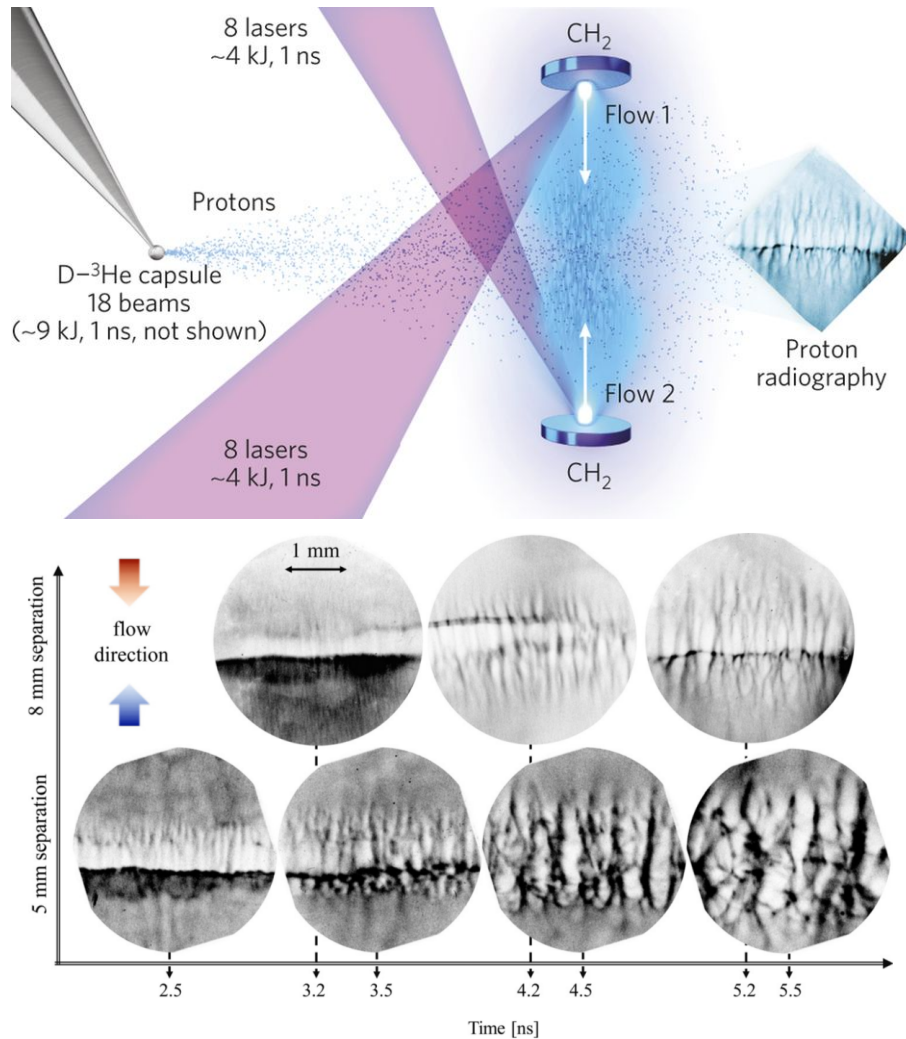 8 lasers
~4 kJ, 1 ns
CH₂
Flow 1
Protons
D–³He capsule
18 beams
(~9 kJ, 1 ns, not shown)
Proton
radiography
Flow 2
8 lasers
~4 kJ, 1 ns
CH₂
8 mm separation
1 mm
flow
direction
5 mm separation
2.5
3.2
3.5
4.2
4.5
5.2
5.5
Time [ns]